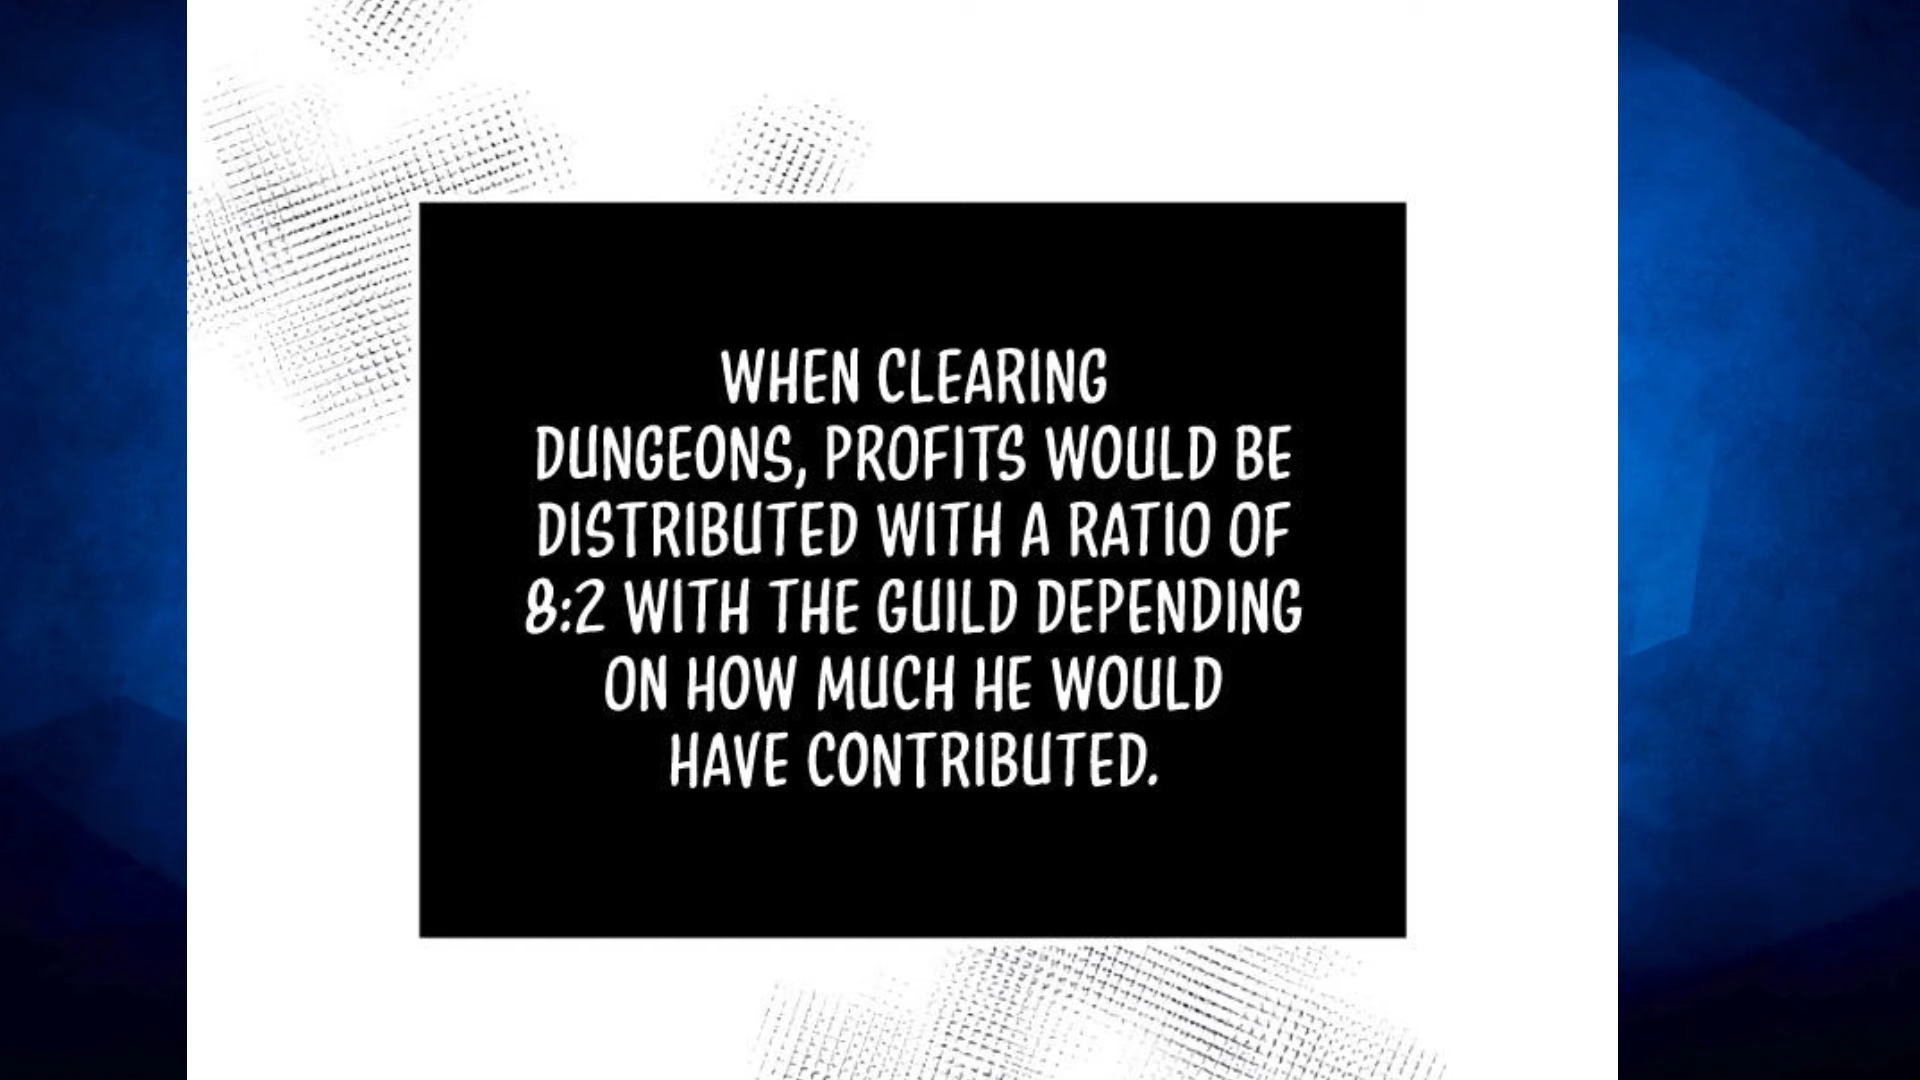 WHEN CLEARING
DUNGEONS, PROFITS WOULD BE
DISTRIBUTED WITH A RATIO OF
8:2 WITH THE GUILD DEPENDING
ON HOW MUCH HE WOULD
HAVE CONTRIBUTED.